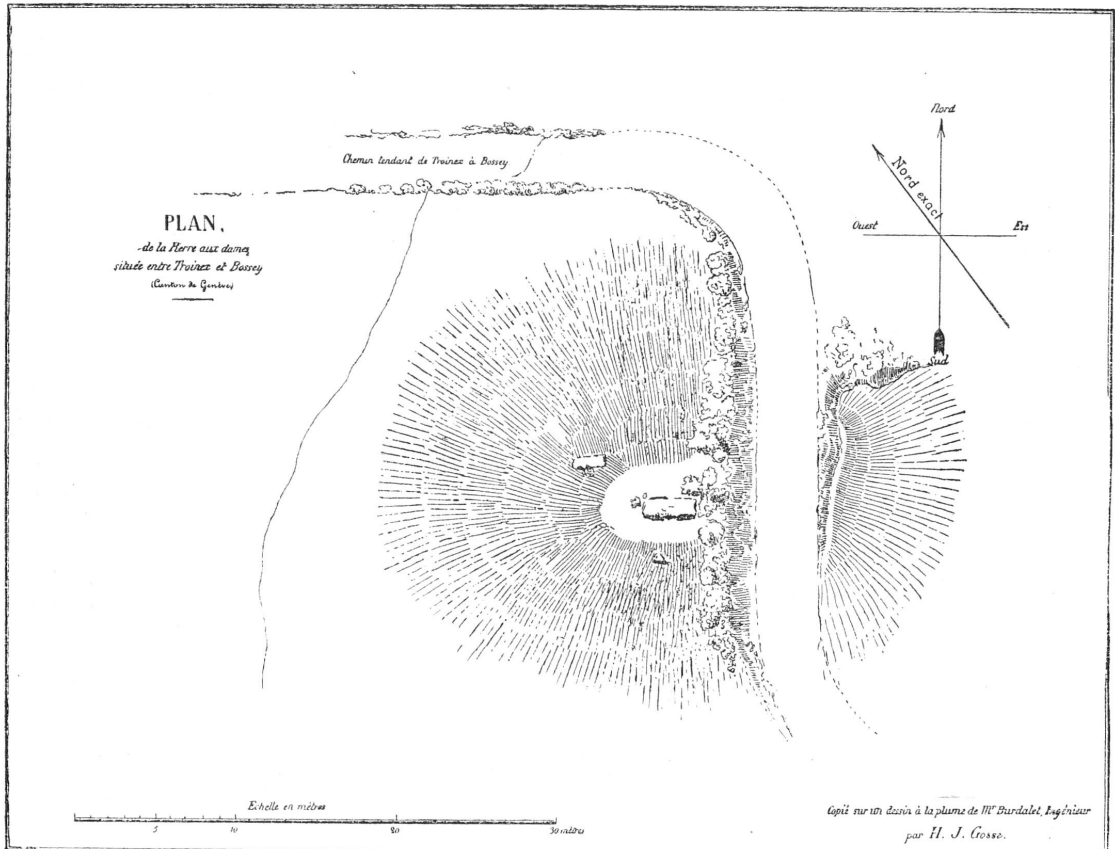 Nord
Nord exact
Ouest
Est
Sud
Chemin tendant de Troinex à Bossey
PLAN,
de la Pierre aux dames
située entre Troinex et Bossey
(Canton de Genève)
Echelle en mètres
5 10 20 30 mètres
Copié sur un dessin à la plume de Mr Burdalet, Ingénieur
par H. J. Gosse.